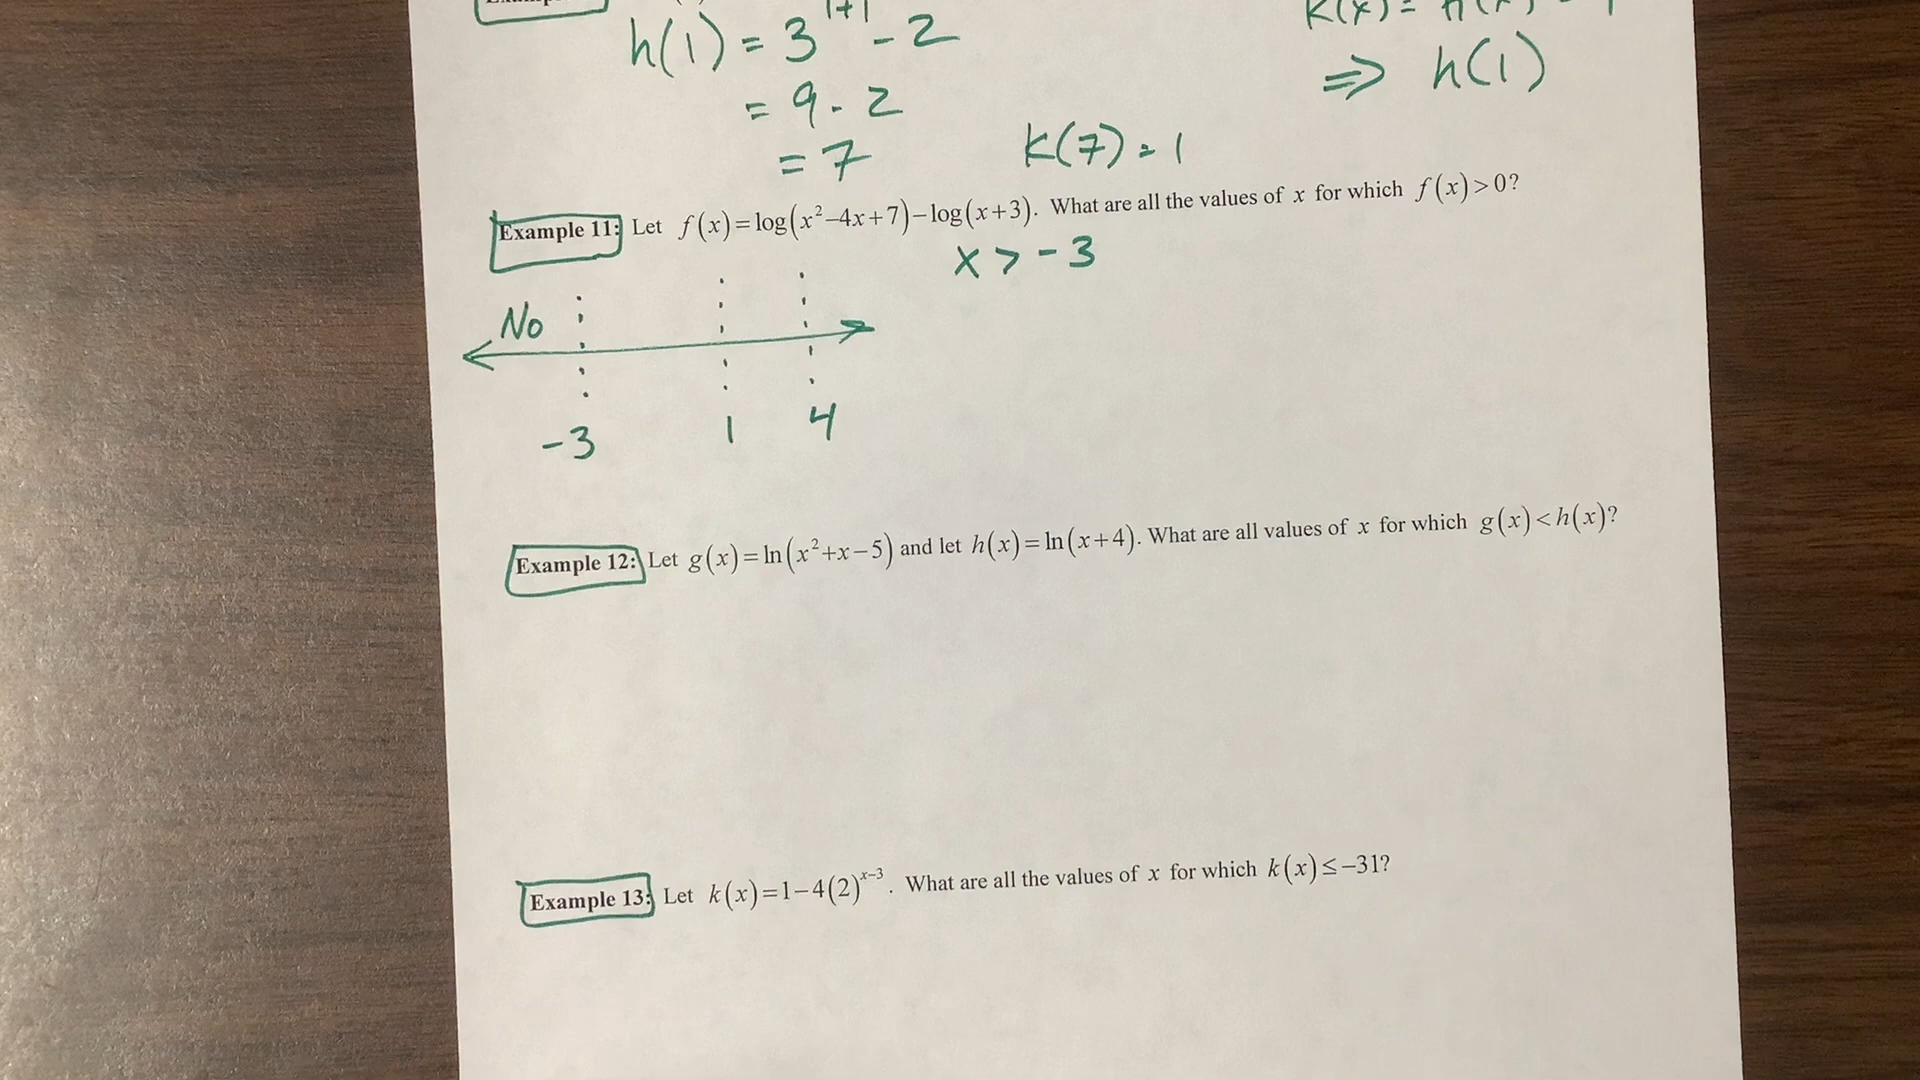 h(1) = 3^(1+1) - 2
= 9 - 2
= 7
⇒ h(1)
k(7) = 1
Example 11: Let f(x)=log(x²–4x+7)–log(x+3). What are all the values of x for which f(x)>0?
x > -3
No
-3 1 4
Example 12: Let g(x)=ln(x²+x–5) and let h(x)=ln(x+4). What are all values of x for which g(x)<h(x)?
Example 13: Let k(x)=1–4(2)^(x–3). What are all the values of x for which k(x)≤–31?